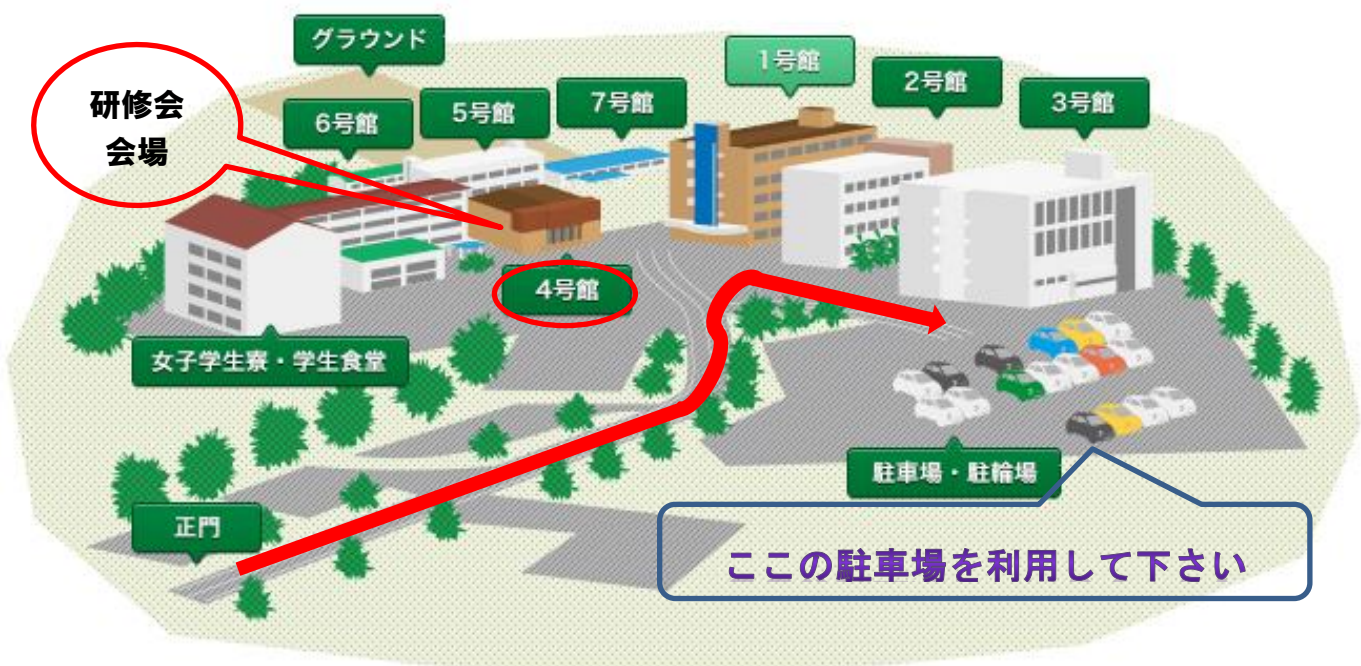 グラウンド
1号館
2号館
3号館
研修会
会場
6号館
5号館
7号館
4号館
女子学生寮・学生食堂
駐車場・駐輪場
正門
ここの駐車場を利用して下さい